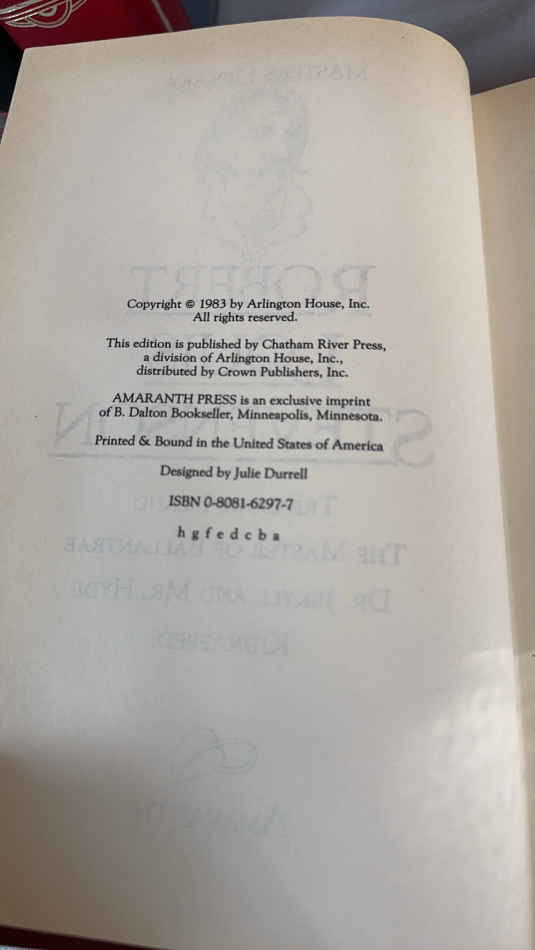 Copyright © 1983 by Arlington House, Inc.
All rights reserved.
This edition is published by Chatham River Press,
a division of Arlington House, Inc.,
distributed by Crown Publishers, Inc.
AMARANTH PRESS is an exclusive imprint
of B. Dalton Bookseller, Minneapolis, Minnesota.
Printed & Bound in the United States of America
Designed by Julie Durrell
ISBN 0-8081-6297-7
h g f e d c b a